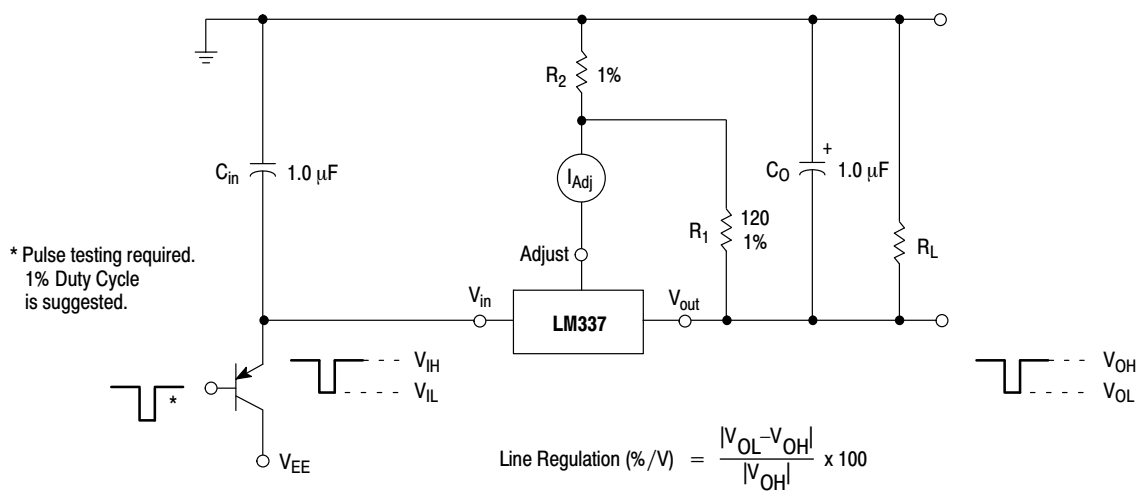 R2 1%
Cin 1.0 μF
IAdj
CO + 1.0 μF
R1 120
1%
RL
* Pulse testing required.
1% Duty Cycle
is suggested.
Adjust
Vin
LM337
Vout
VIH
VIL
*
VEE
VOH
VOL
Line Regulation (%/V) = |VOL–VOH| / |VOH| x 100